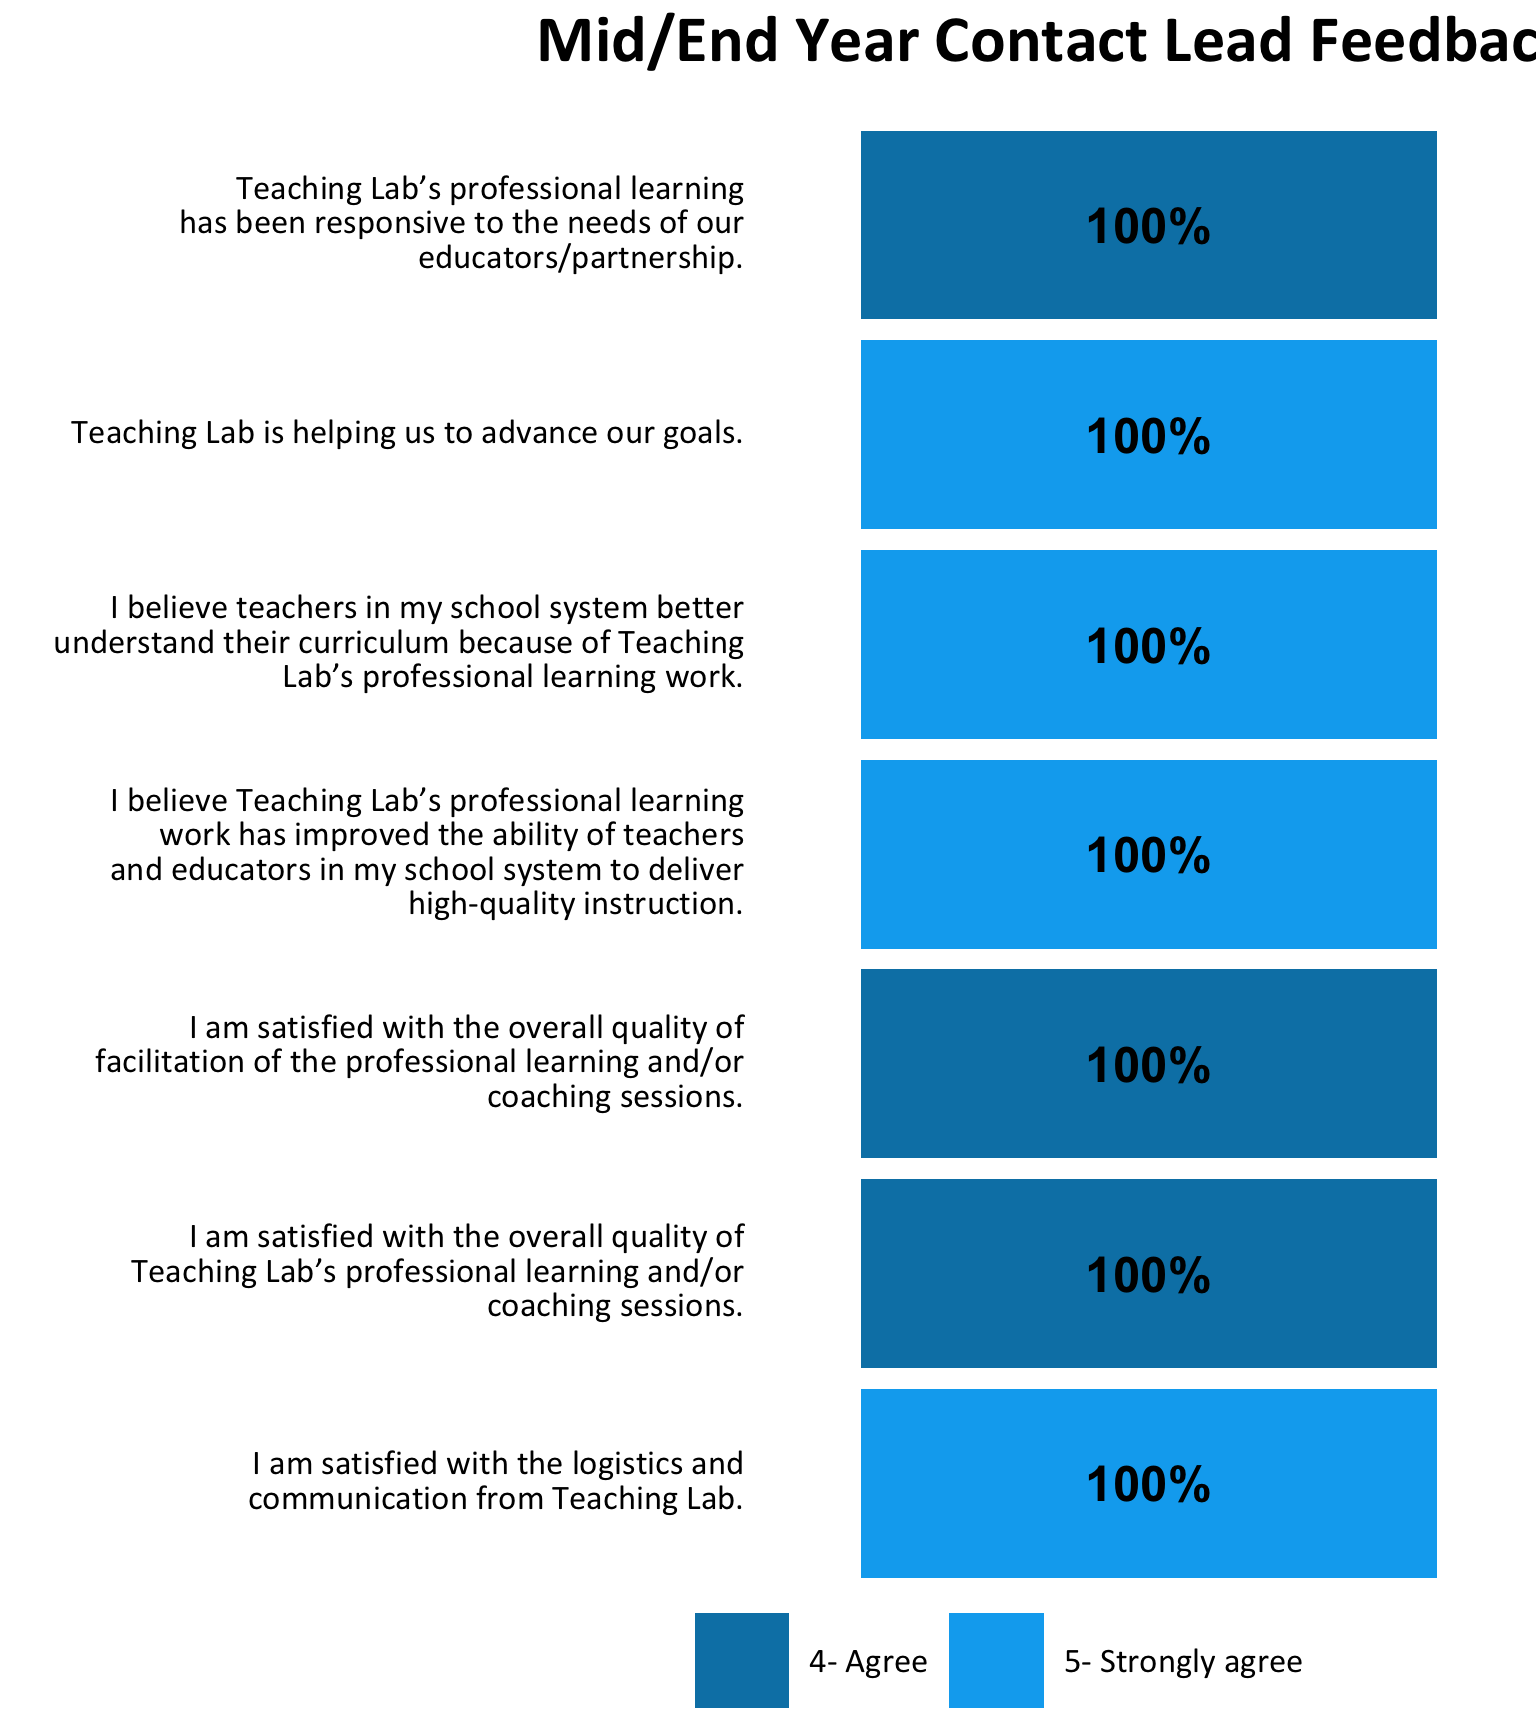 Mid/End Year Contact Lead Feedbac
Teaching Lab’s professional learning
has been responsive to the needs of our
educators/partnership.
100%
Teaching Lab is helping us to advance our goals.
100%
I believe teachers in my school system better
understand their curriculum because of Teaching
Lab’s professional learning work.
100%
I believe Teaching Lab’s professional learning
work has improved the ability of teachers
and educators in my school system to deliver
high-quality instruction.
100%
I am satisfied with the overall quality of
facilitation of the professional learning and/or
coaching sessions.
100%
I am satisfied with the overall quality of
Teaching Lab’s professional learning and/or
coaching sessions.
100%
I am satisfied with the logistics and
communication from Teaching Lab.
100%
4- Agree
5- Strongly agree